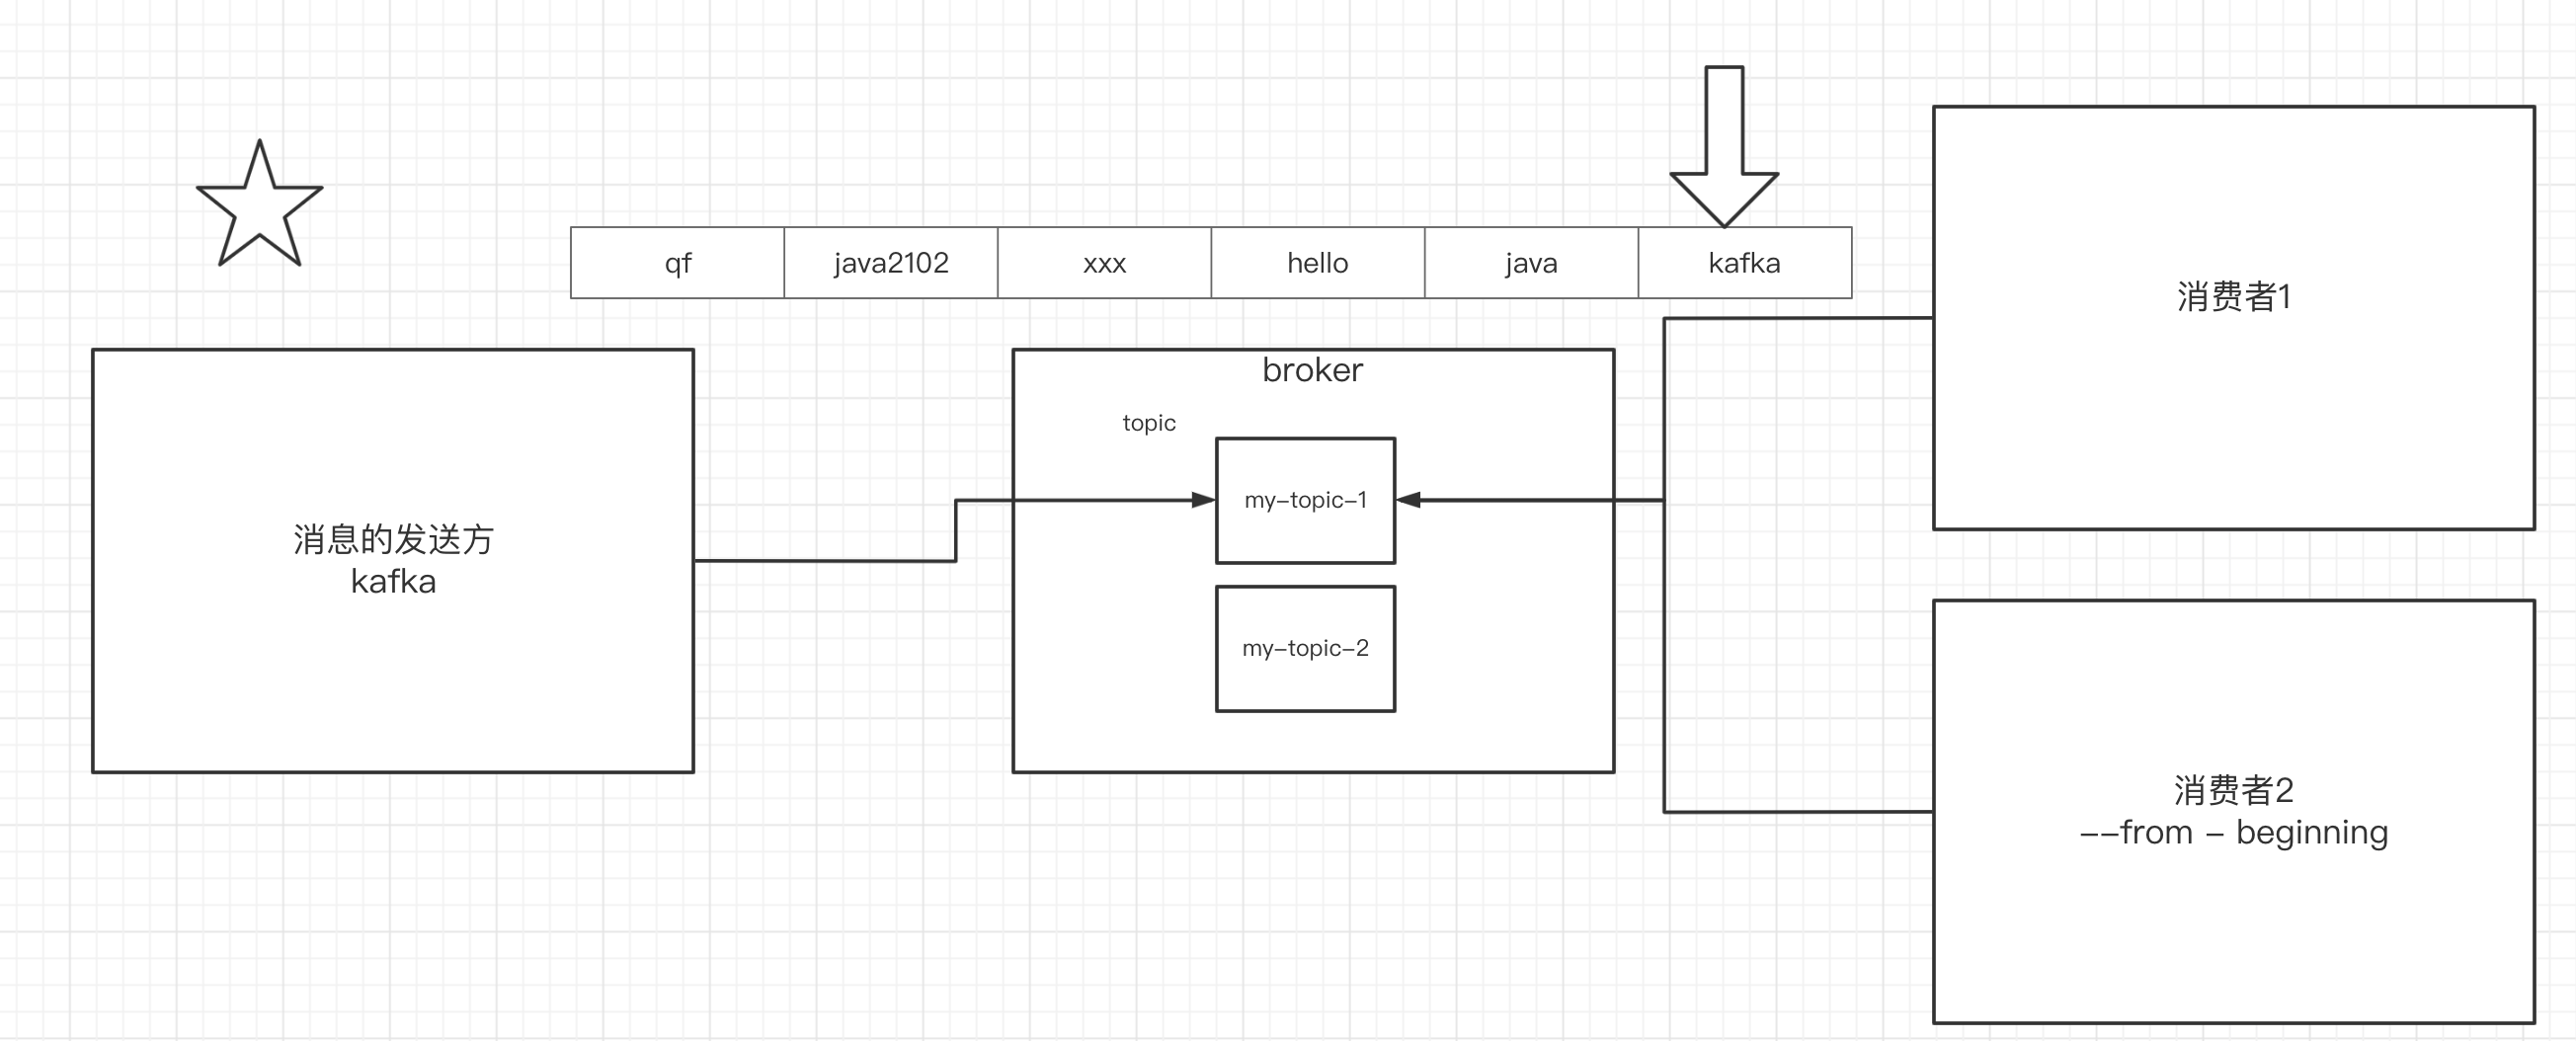 qf
java2102
xxx
hello
java
kafka
消息的发送方
kafka
broker
topic
my-topic-1
my-topic-2
消费者1
消费者2
--from - beginning